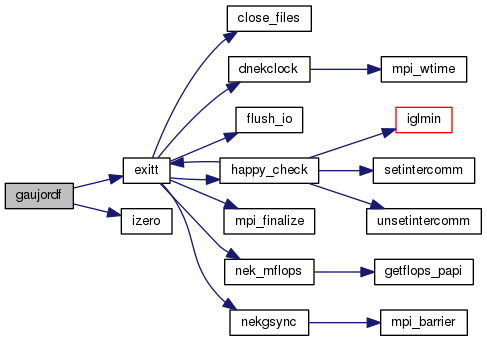 close_files
dnekclock
mpi_wtime
flush_io
iglmin
exitt
happy_check
setintercomm
gaujordf
izero
mpi_finalize
unsetintercomm
nek_mflops
getflops_papi
nekgsync
mpi_barrier